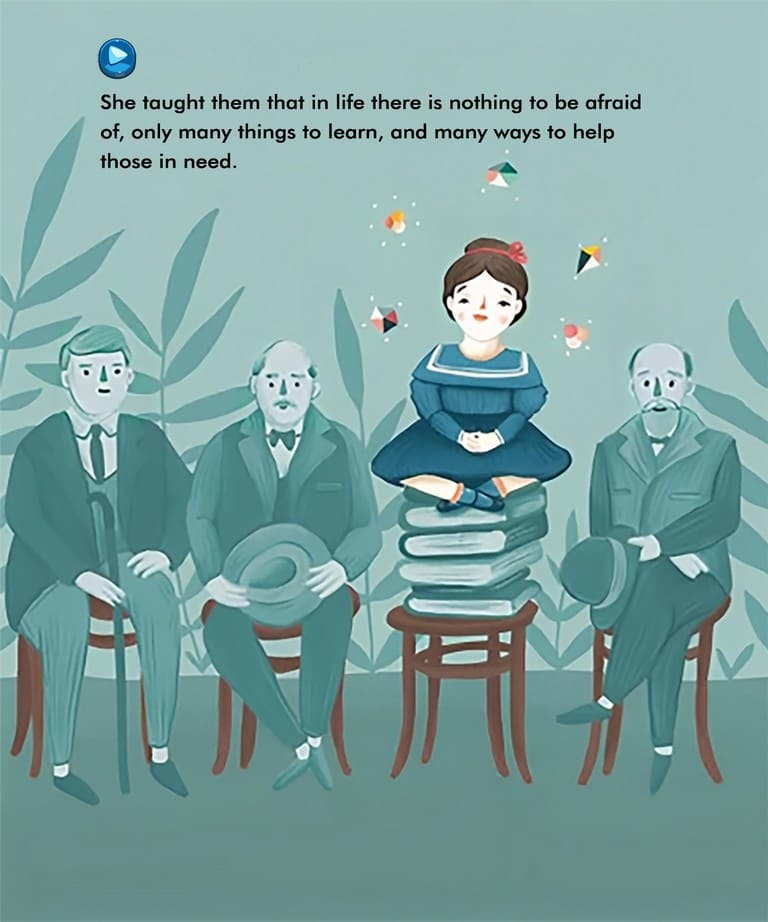 She taught them that in life there is nothing to be afraid
of, only many things to learn, and many ways to help
those in need.